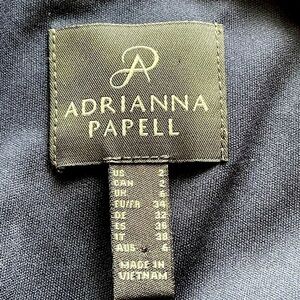 ADRIANNA
PAPELL
US 2
CAN 2
UK 6
EU/FR 34
DE 32
ES 36
IT 38
AUS 6
MADE IN
VIETNAM